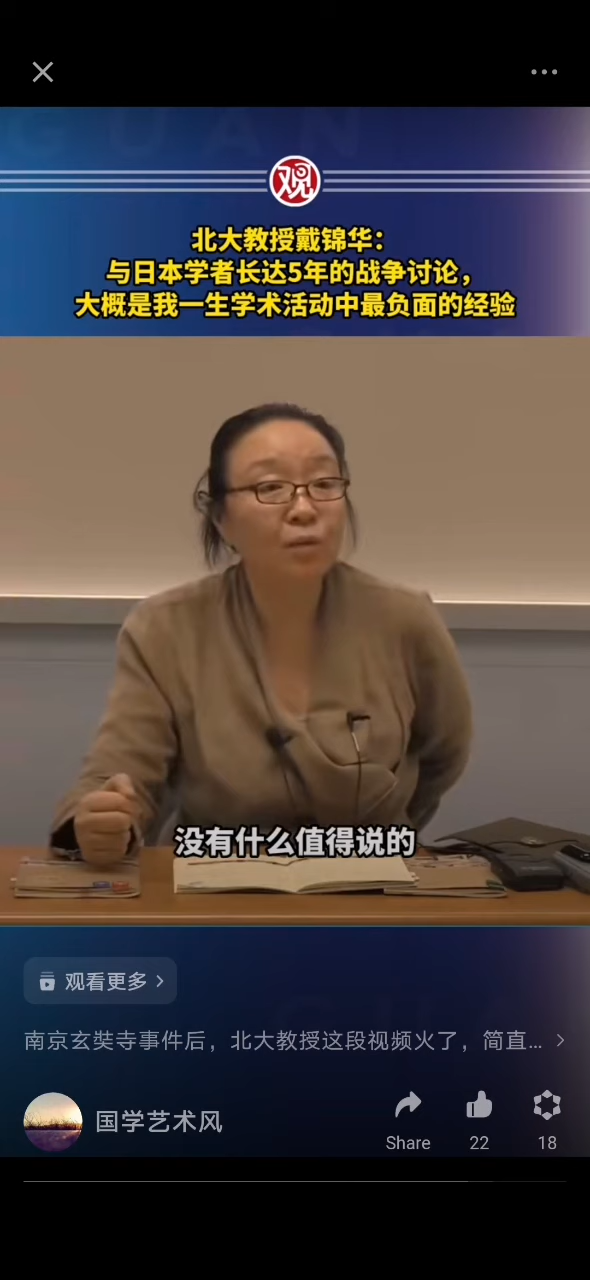 GUAN
观
北大教授戴锦华：
与日本学者长达5年的战争讨论，
大概是我一生学术活动中最负面的经验
没有什么值得说的
观看更多
南京玄奘寺事件后，北大教授这段视频火了，简直...
国学艺术风
Share 22 18